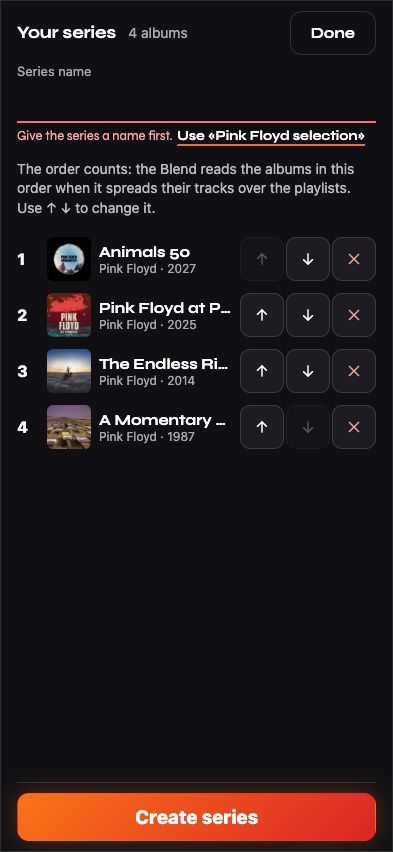 Your series 4 albums Done
Series name
Give the series a name first. Use «Pink Floyd selection»
The order counts: the Blend reads the albums in this
order when it spreads their tracks over the playlists.
Use ↑ ↓ to change it.
1 Animals 50
Pink Floyd · 2027
↑ ↓ ×
2 PINK FLOYD Pink Floyd at P...
Pink Floyd · 2025
↑ ↓ ×
3 The Endless Ri...
Pink Floyd · 2014
↑ ↓ ×
4 A Momentary ...
Pink Floyd · 1987
↑ ↓ ×
Create series